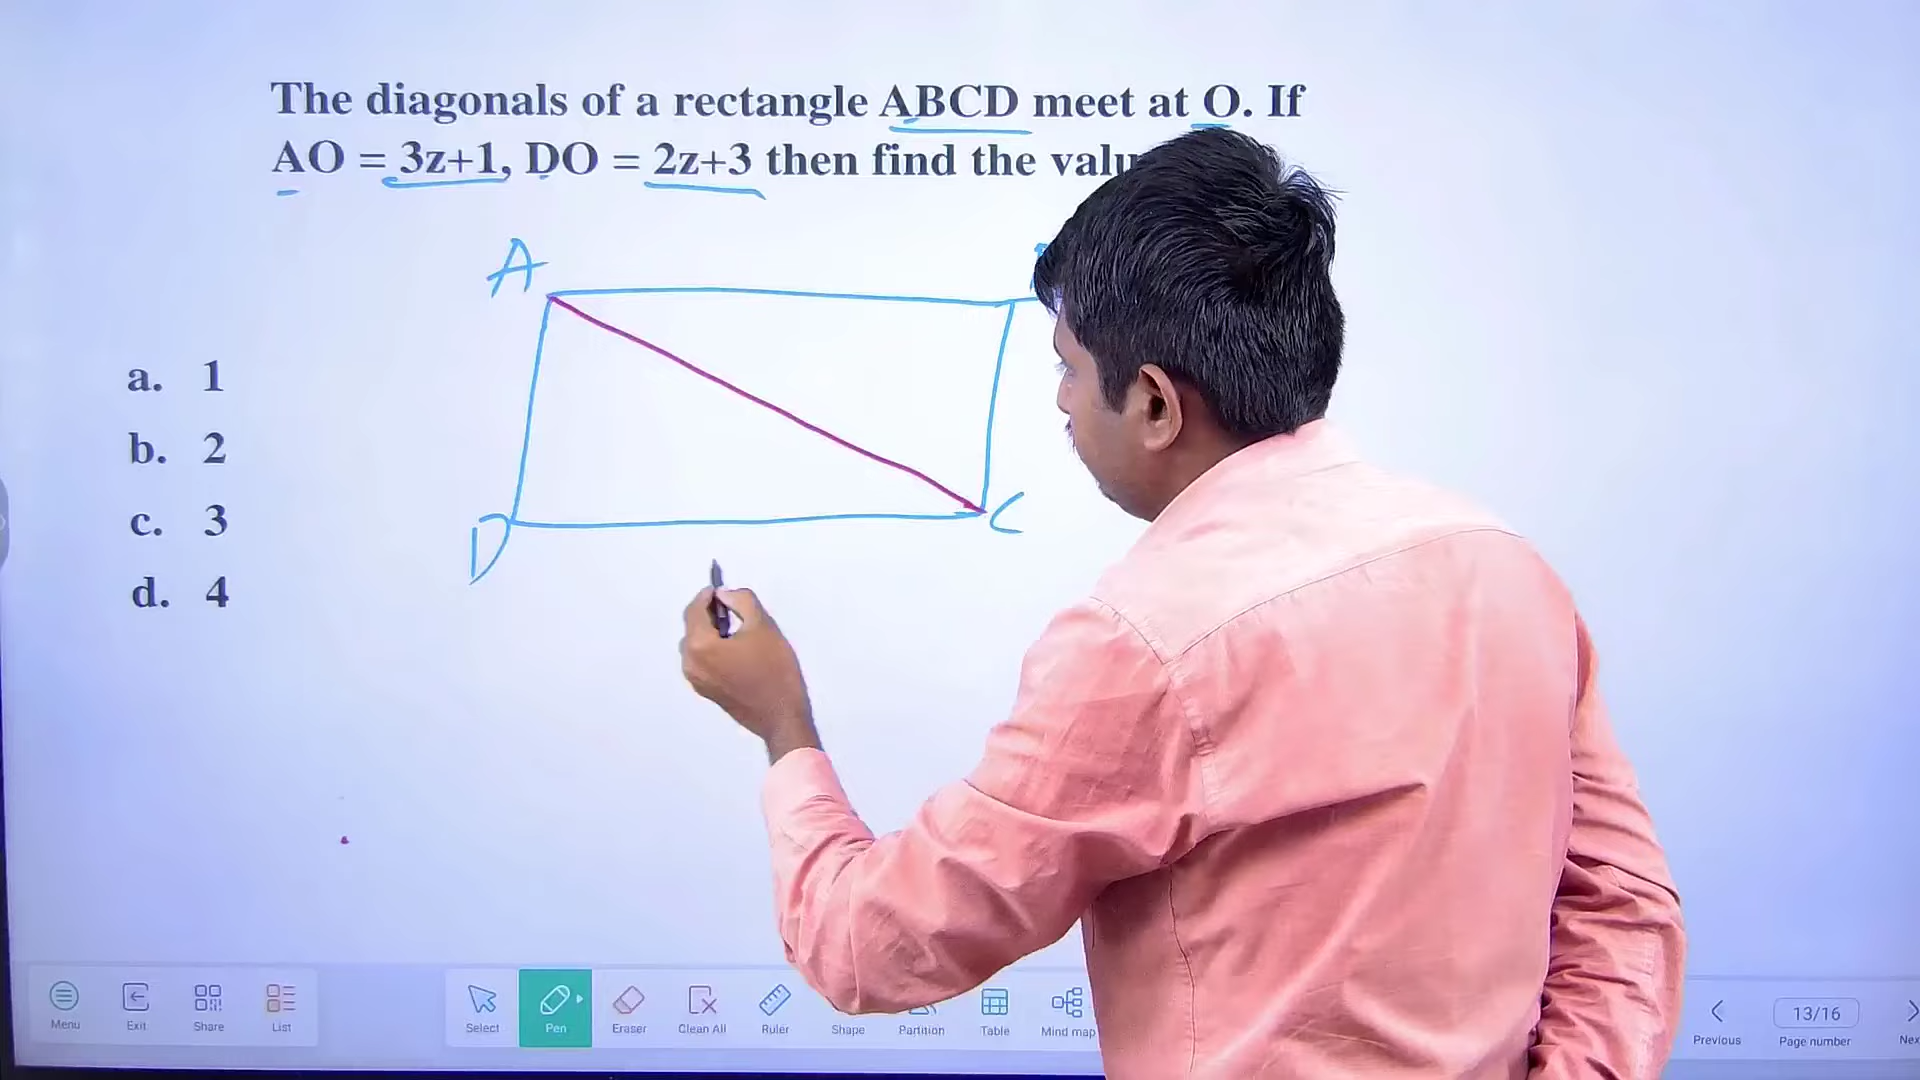 The diagonals of a rectangle ABCD meet at O. If
AO = 3z+1, DO = 2z+3 then find the
A
D
C
a. 1
b. 2
c. 3
d. 4
Menu
Exit
Share
List
Select
Pen
Eraser
Clean All
Ruler
Shape
Partition
Table
Mind map
Previous
13/16
Page number